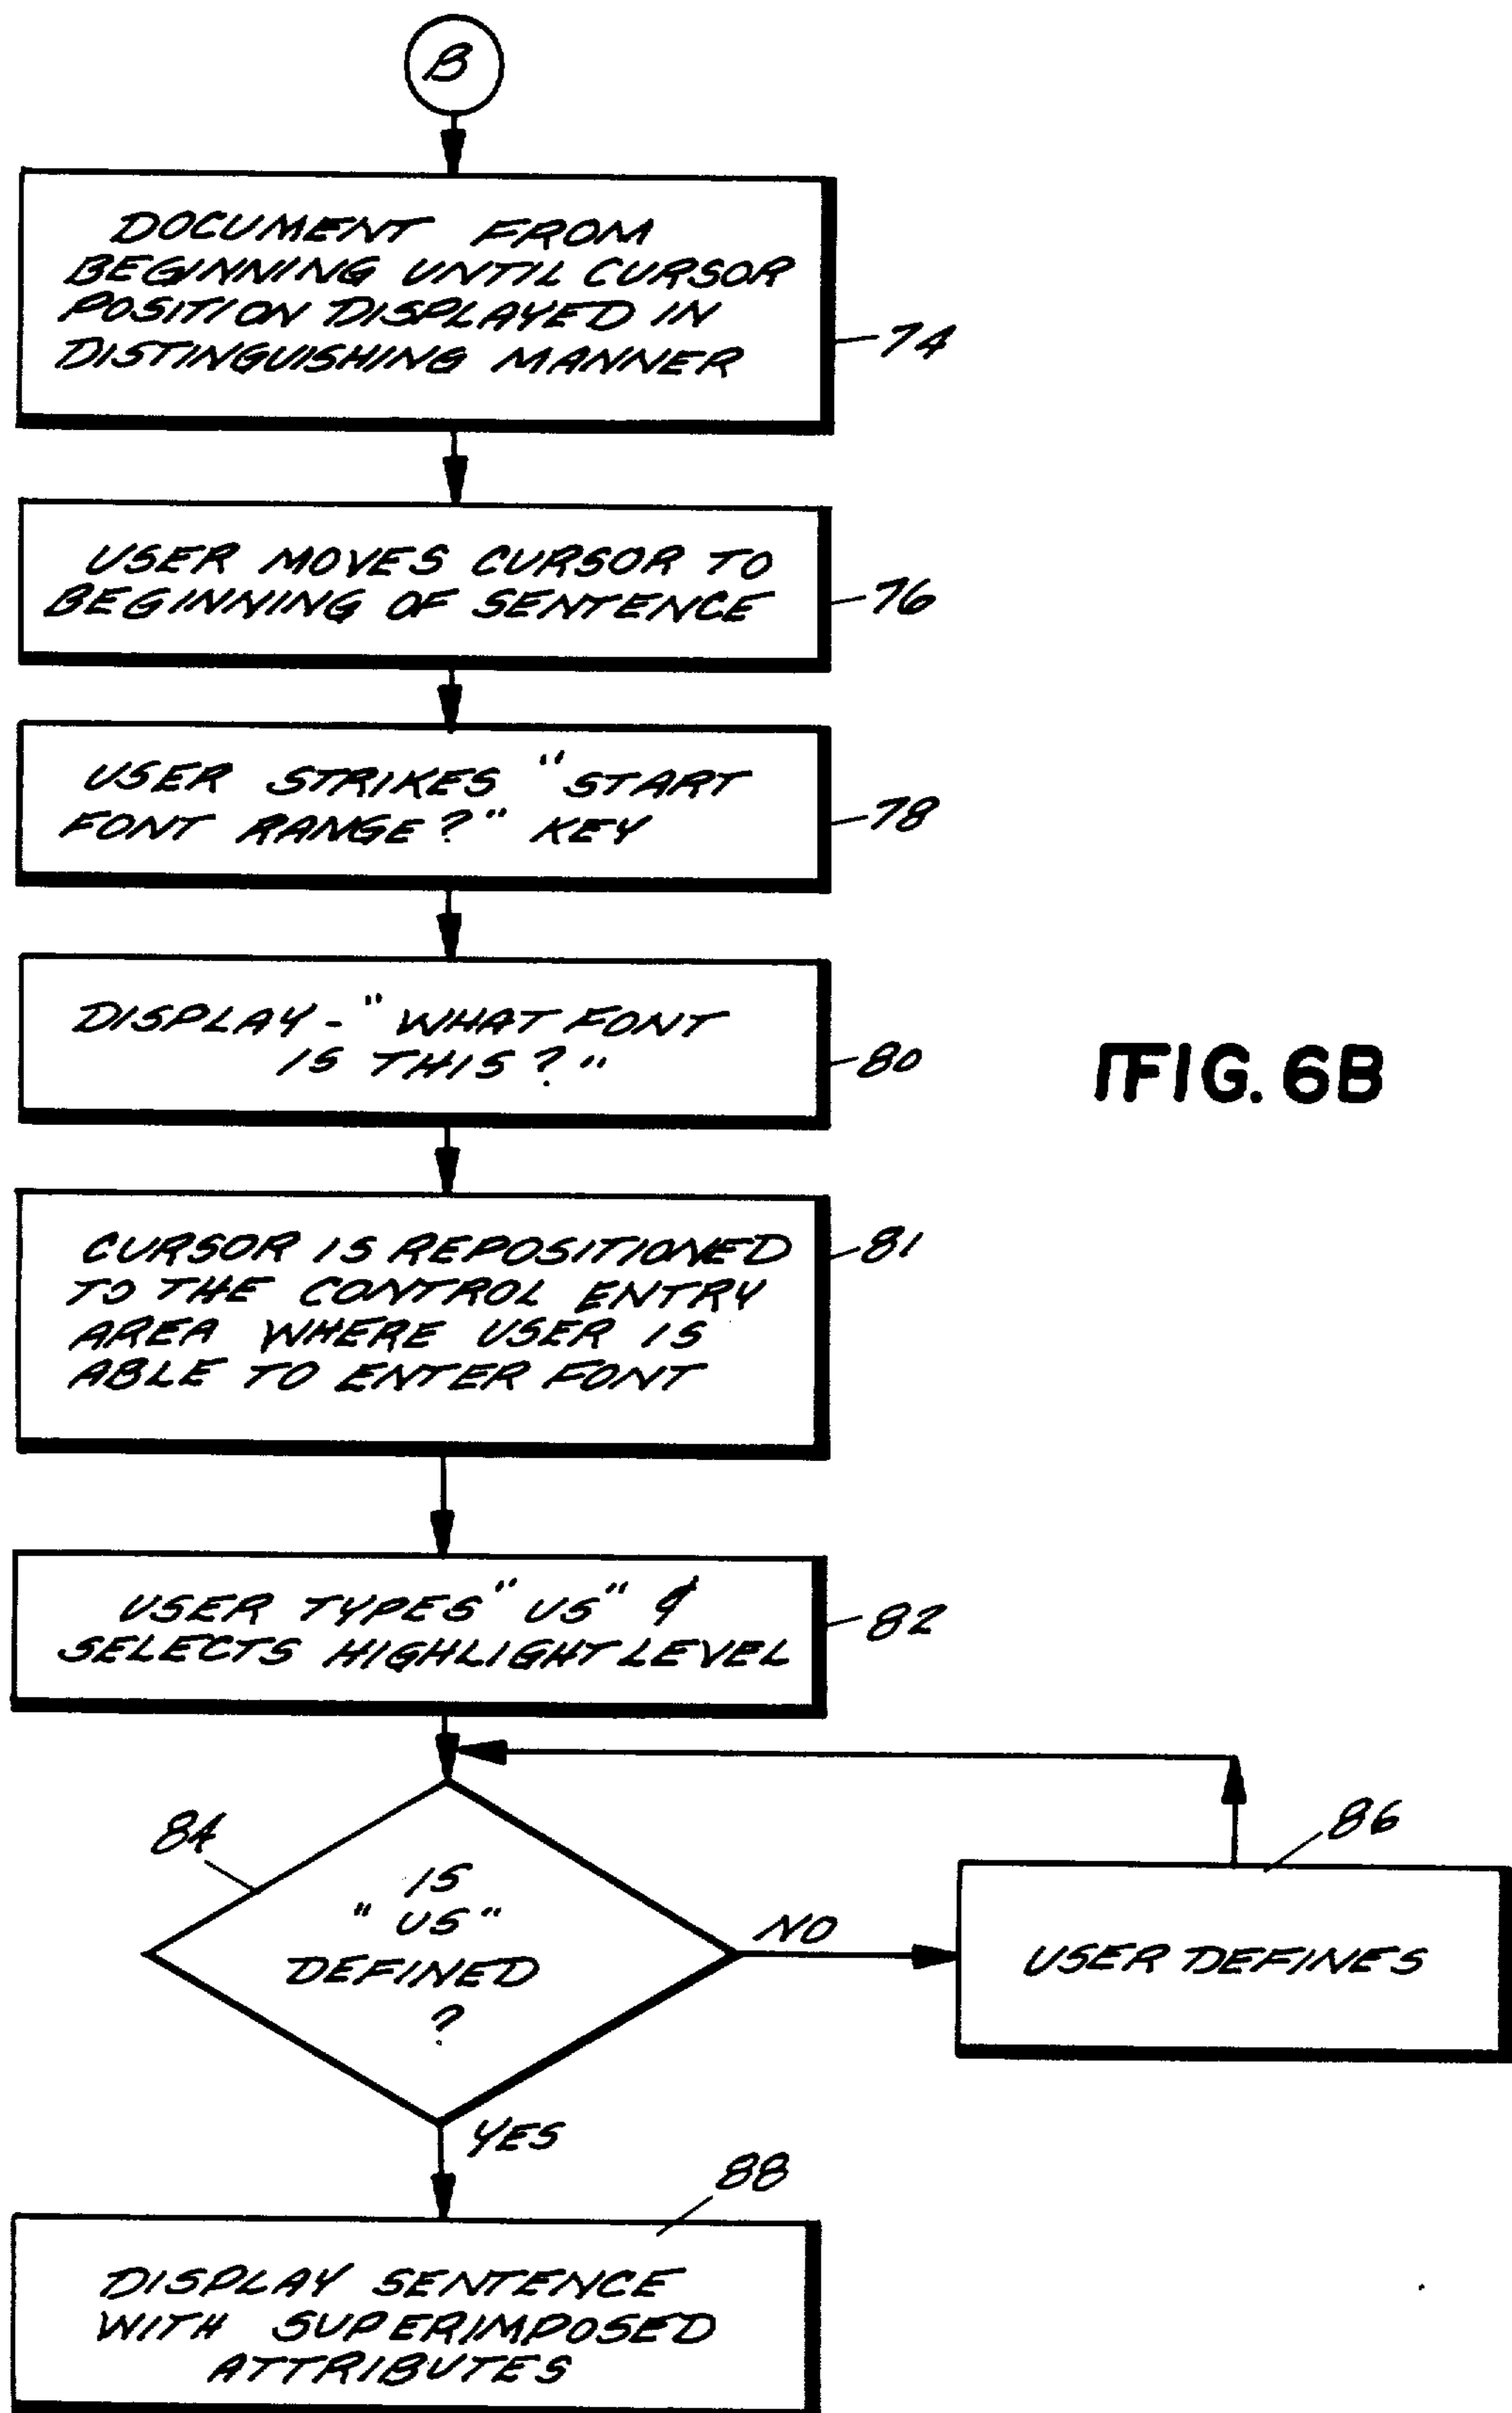 B
DOCUMENT FROM
BEGINNING UNTIL CURSOR
POSITION DISPLAYED IN
DISTINGUISHING MANNER
74
USER MOVES CURSOR TO
BEGINNING OF SENTENCE
76
USER STRIKES "START
FONT RANGE?" KEY
78
DISPLAY - "WHAT FONT
IS THIS?"
80
FIG. 6B
CURSOR IS REPOSITIONED
TO THE CONTROL ENTRY
AREA WHERE USER IS
ABLE TO ENTER FONT
81
USER TYPES "US" &
SELECTS HIGHLIGHT LEVEL
82
84
IS
"US"
DEFINED
?
NO
86
USER DEFINES
YES
88
DISPLAY SENTENCE
WITH SUPERIMPOSED
ATTRIBUTES